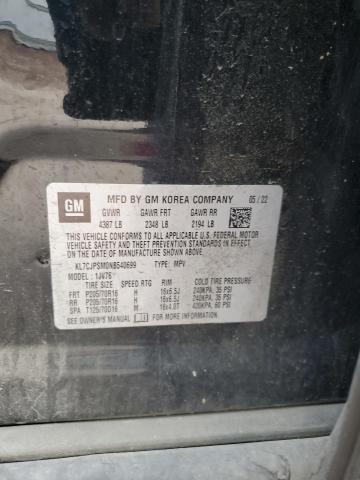 GM
MFD BY GM KOREA COMPANY 05 / 22
GVWR GAWR FRT GAWR RR
4387 LB 2348 LB 2194 LB
THIS VEHICLE CONFORMS TO ALL APPLICABLE U.S. FEDERAL MOTOR
VEHICLE SAFETY AND THEFT PREVENTION STANDARDS IN EFFECT ON
THE DATE OF MANUFACTURE SHOWN ABOVE.
KL7CJPSM0NB540699 TYPE: MPV
MODEL: 1JV76
TIRE SIZE SPEED RTG RIM COLD TIRE PRESSURE
FRT P205/70R16 H 16x6.5J 240KPA, 35 PSI
RR P205/70R16 H 16x6.5J 240KPA, 35 PSI
SPA T125/70D16 M 16x4.0T 420KPA, 60 PSI
SEE OWNER'S MANUAL FOR MORE INFORMATION.